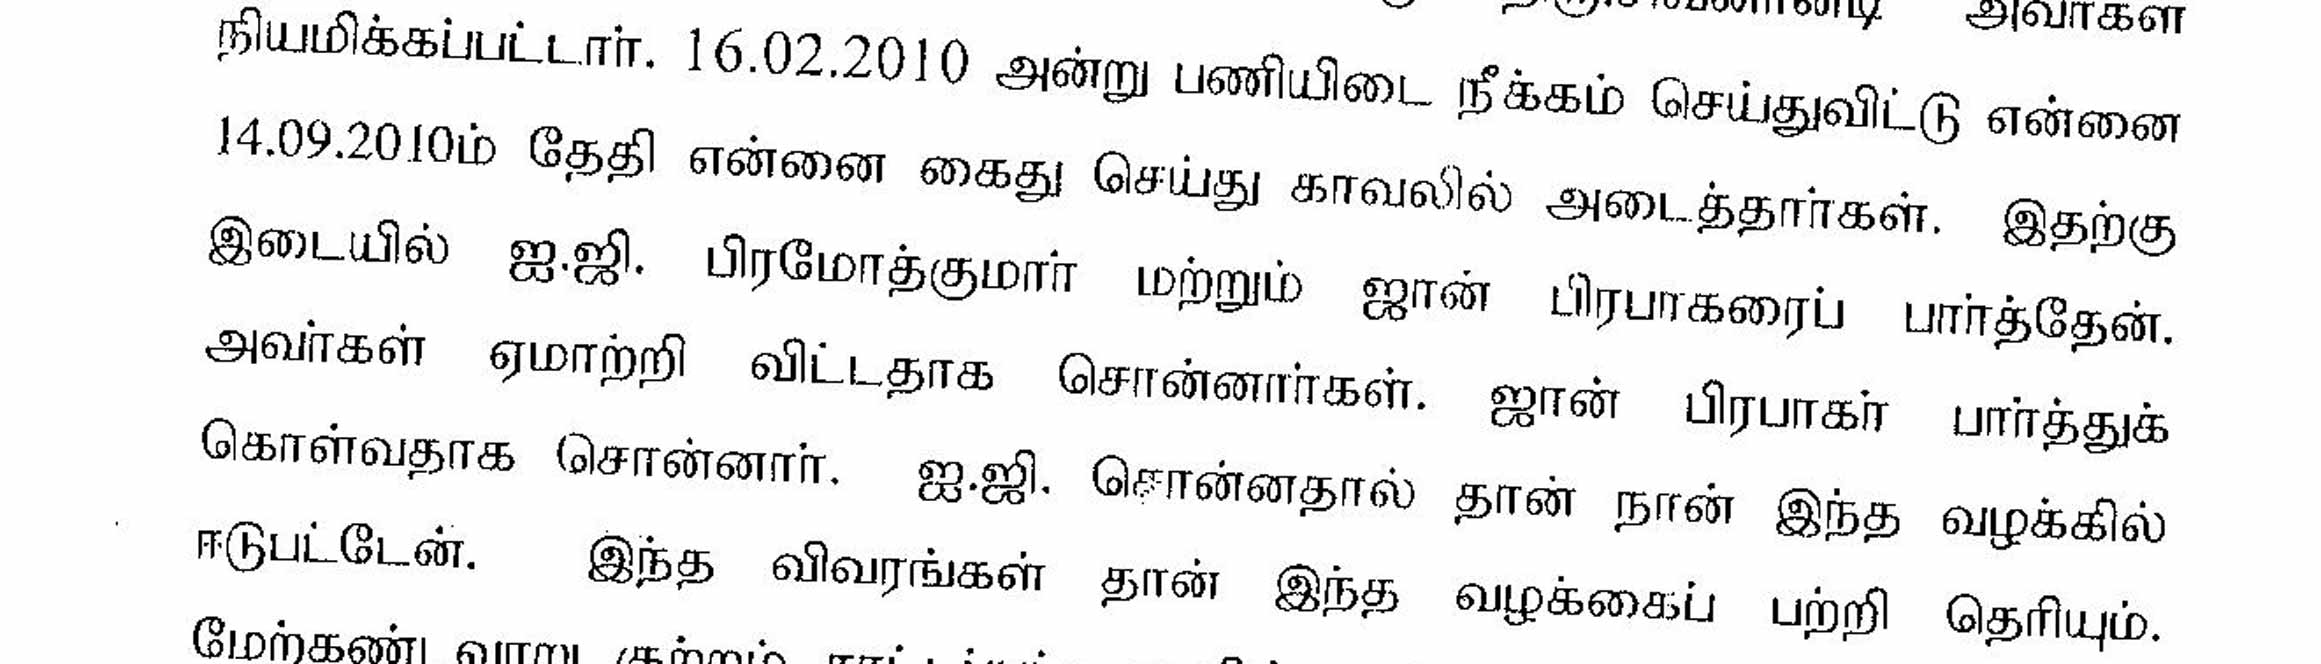 அவர்கள்
நியமிக்கப்பட்டார். 16.02.2010 அன்று பணியிடை நீக்கம் செய்துவிட்டு என்னை
14.09.2010ம் தேதி என்னை கைது செய்து காவலில் அடைத்தார்கள். இதற்கு
இடையில் ஐ.ஜி. பிரமோத்குமார் மற்றும் ஜான் பிரபாகரைப் பார்த்தேன்.
அவர்கள் ஏமாற்றி விட்டதாக சொன்னார்கள். ஜான் பிரபாகர் பார்த்துக்
கொள்வதாக சொன்னார். ஐ.ஜி. சொன்னதால் தான் நான் இந்த வழக்கில்
ஈடுபட்டேன். இந்த விவரங்கள் தான் இந்த வழக்கைப் பற்றி தெரியும்.
மேற்கண்டவாறு குற்றம்